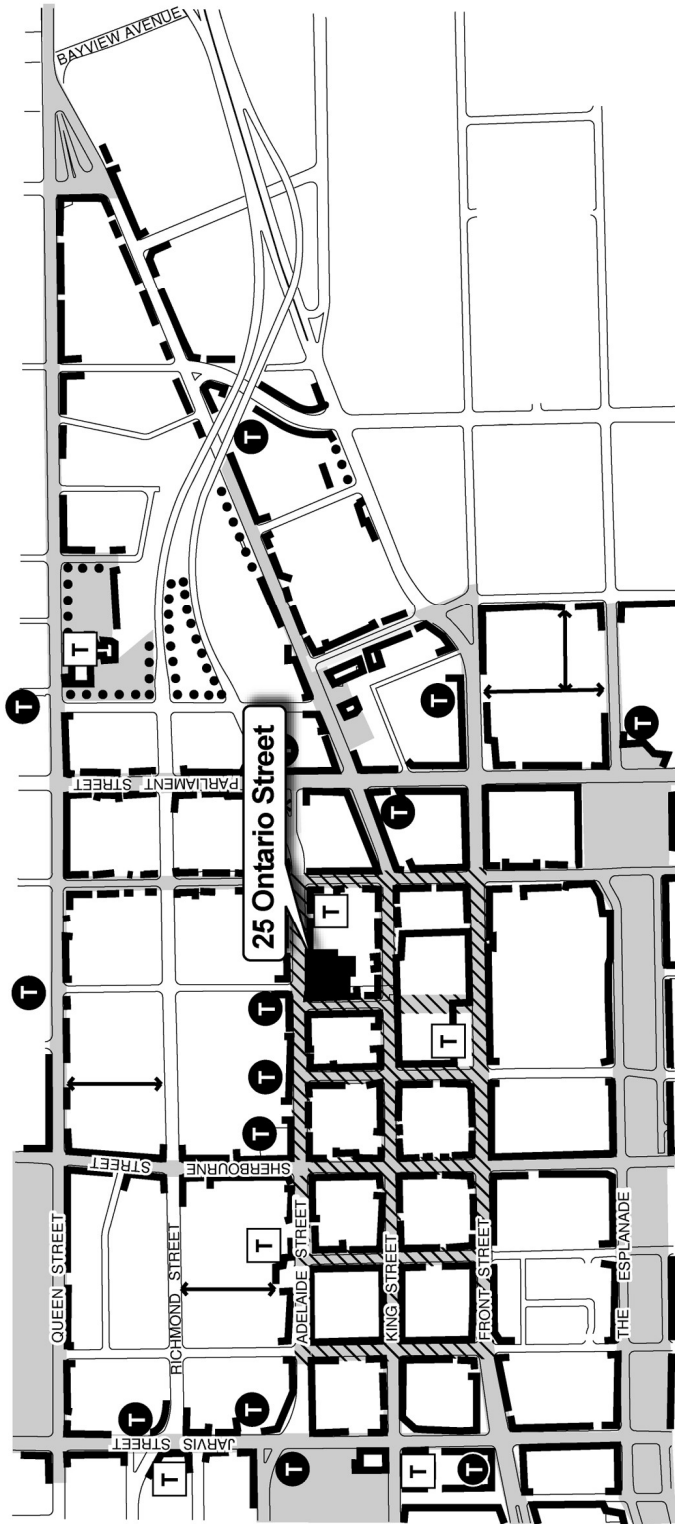 T
T
QUEEN STREET
T
BAYVIEW AVENUE
T
T
RICHMOND STREET
JARVIS STREET
SHERBOURNE STREET
PARLIAMENT STREET
T
T
T
T
T
T
25 Ontario Street
T
ADELAIDE STREET
T
KING STREET
T
T
T
T
T
FRONT STREET
THE ESPLANADE
T